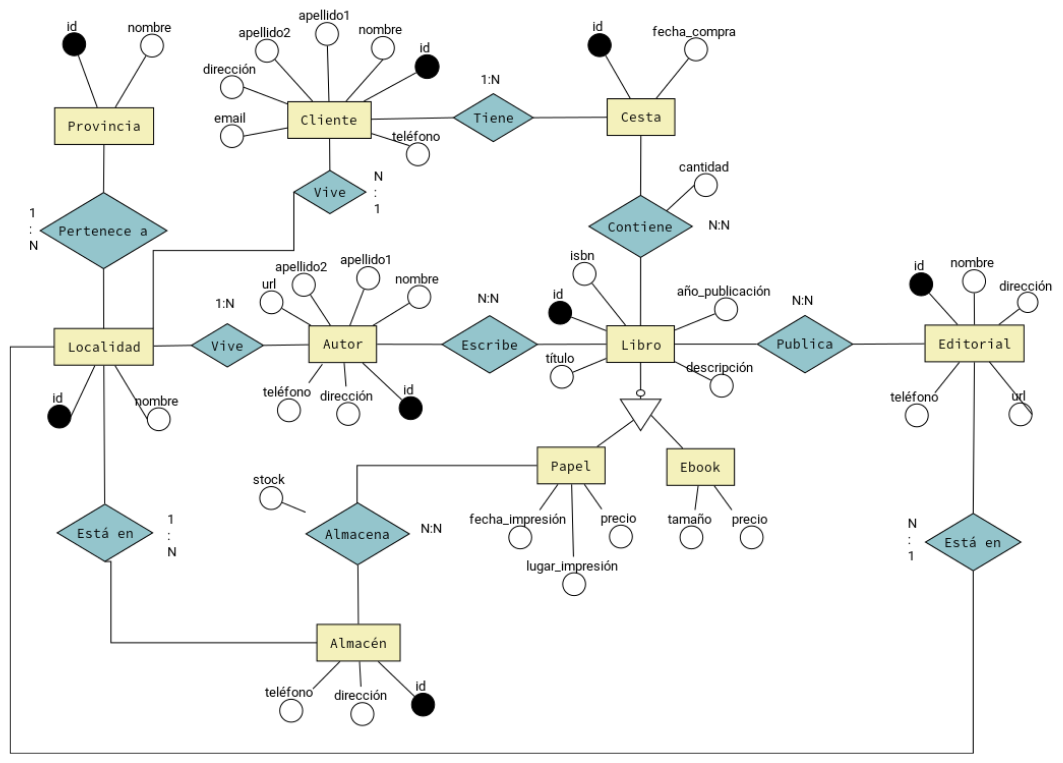 id
nombre
Provincia
1
:
N
Pertenece a
apellido2
apellido1
nombre
id
dirección
email
teléfono
Cliente
1:N
Tiene
id
fecha_compra
Cesta
Vive
N
:
1
cantidad
Contiene
N:N
Localidad
id
nombre
1:N
Vive
url
apellido2
apellido1
nombre
Autor
teléfono
dirección
id
N:N
Escribe
isbn
id
año_publicación
Libro
título
descripción
N:N
Publica
id
nombre
dirección
Editorial
teléfono
url
Papel
Ebook
fecha_impresión
lugar_impresión
precio
tamaño
precio
stock
Almacena
N:N
Está en
1
:
N
N
:
1
Está en
Almacén
teléfono
dirección
id